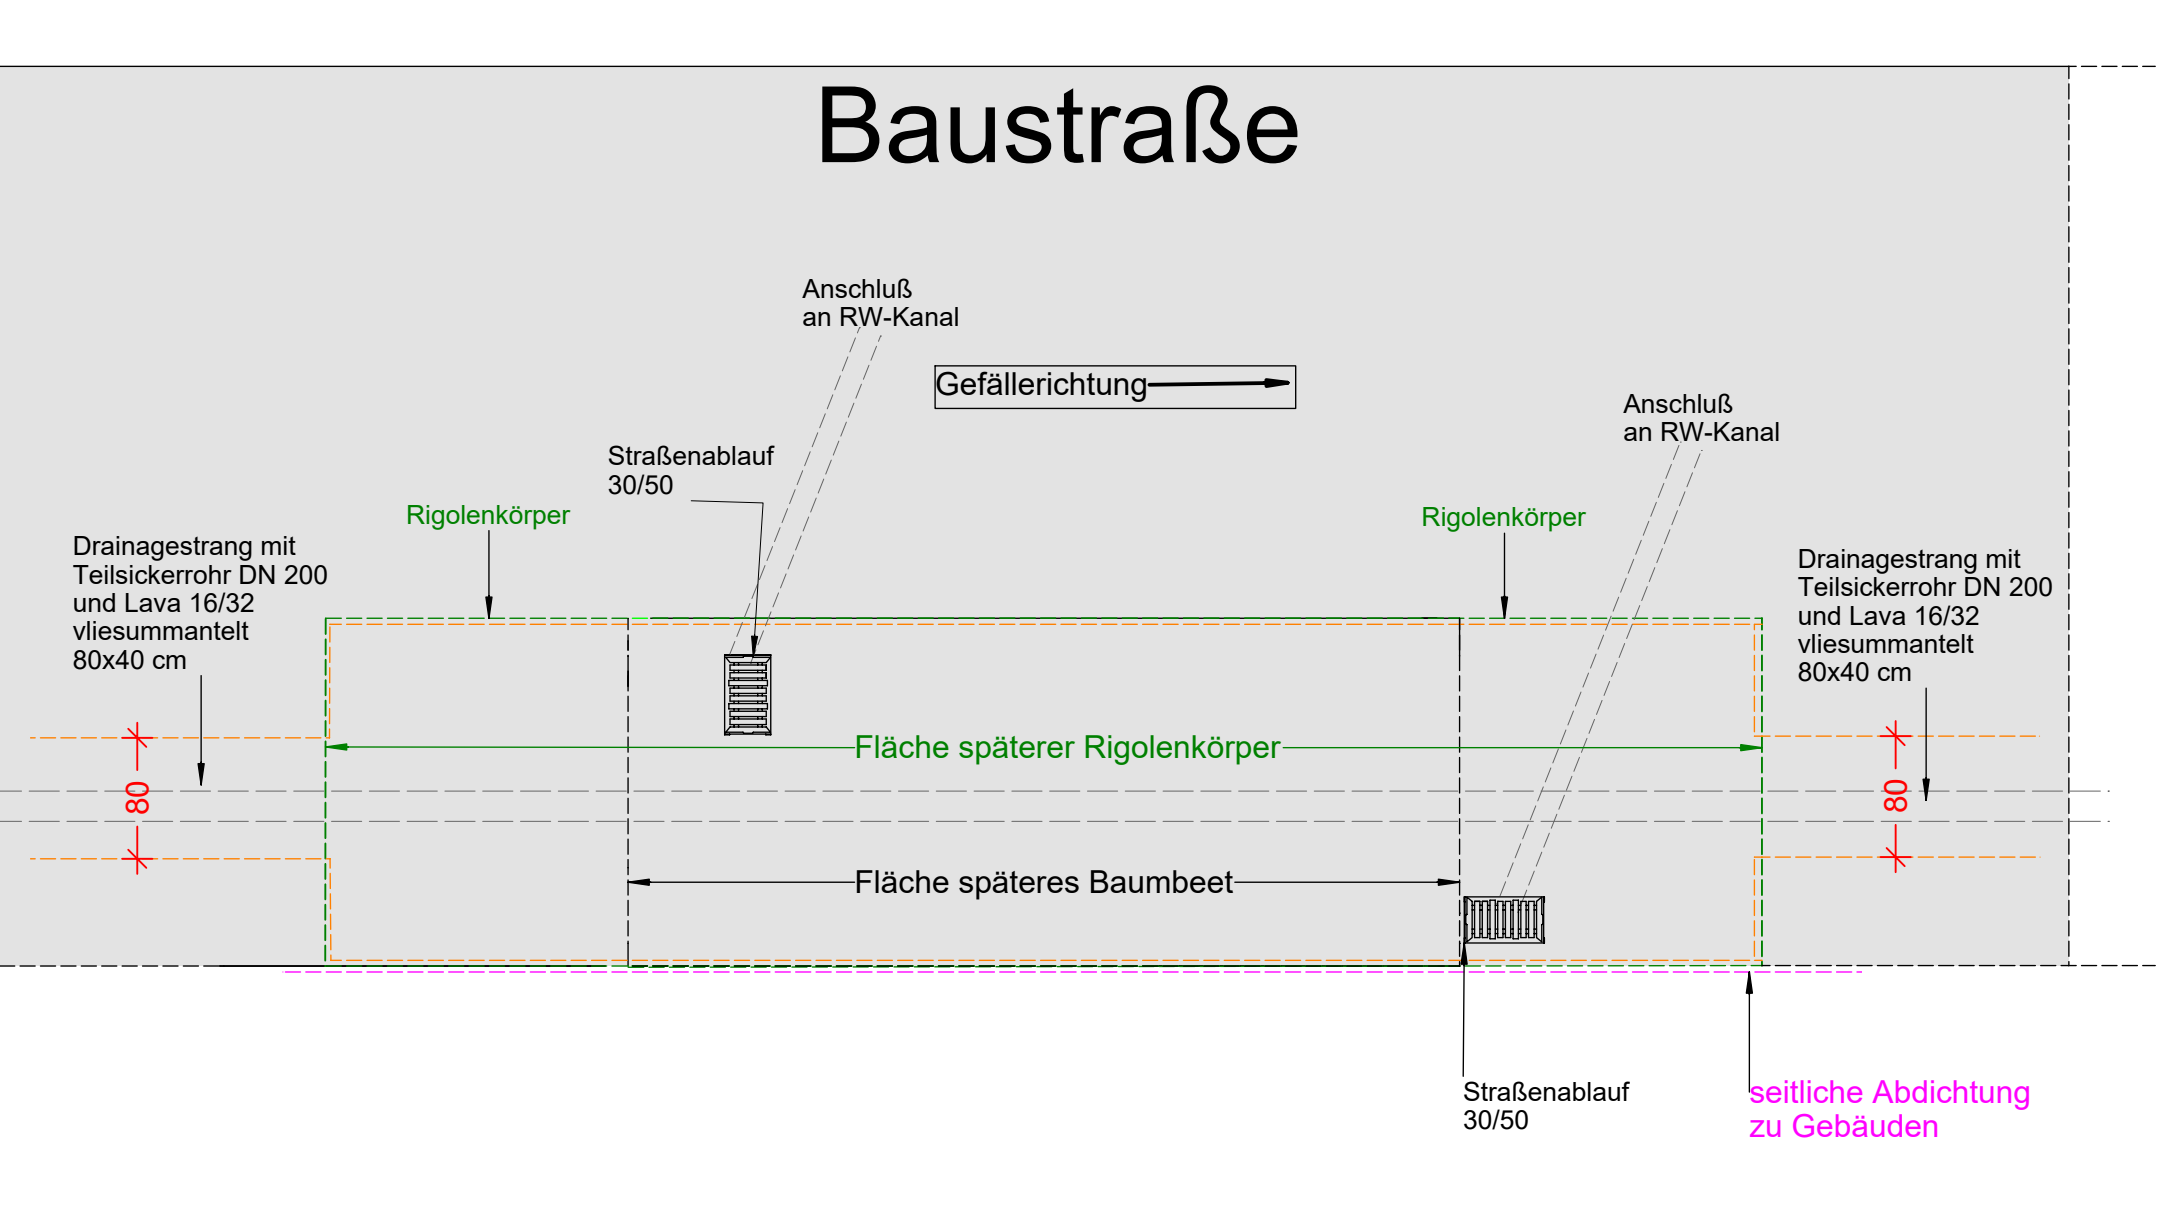 Baustraße
Anschluß
an RW-Kanal
Gefällerichtung
Anschluß
an RW-Kanal
Straßenablauf
30/50
Rigolenkörper
Rigolenkörper
Drainagestrang mit
Teilsickerrohr DN 200
und Lava 16/32
vliesummantelt
80x40 cm
Drainagestrang mit
Teilsickerrohr DN 200
und Lava 16/32
vliesummantelt
80x40 cm
Fläche späterer Rigolenkörper
80
80
Fläche späteres Baumbeet
Straßenablauf
30/50
seitliche Abdichtung
zu Gebäuden